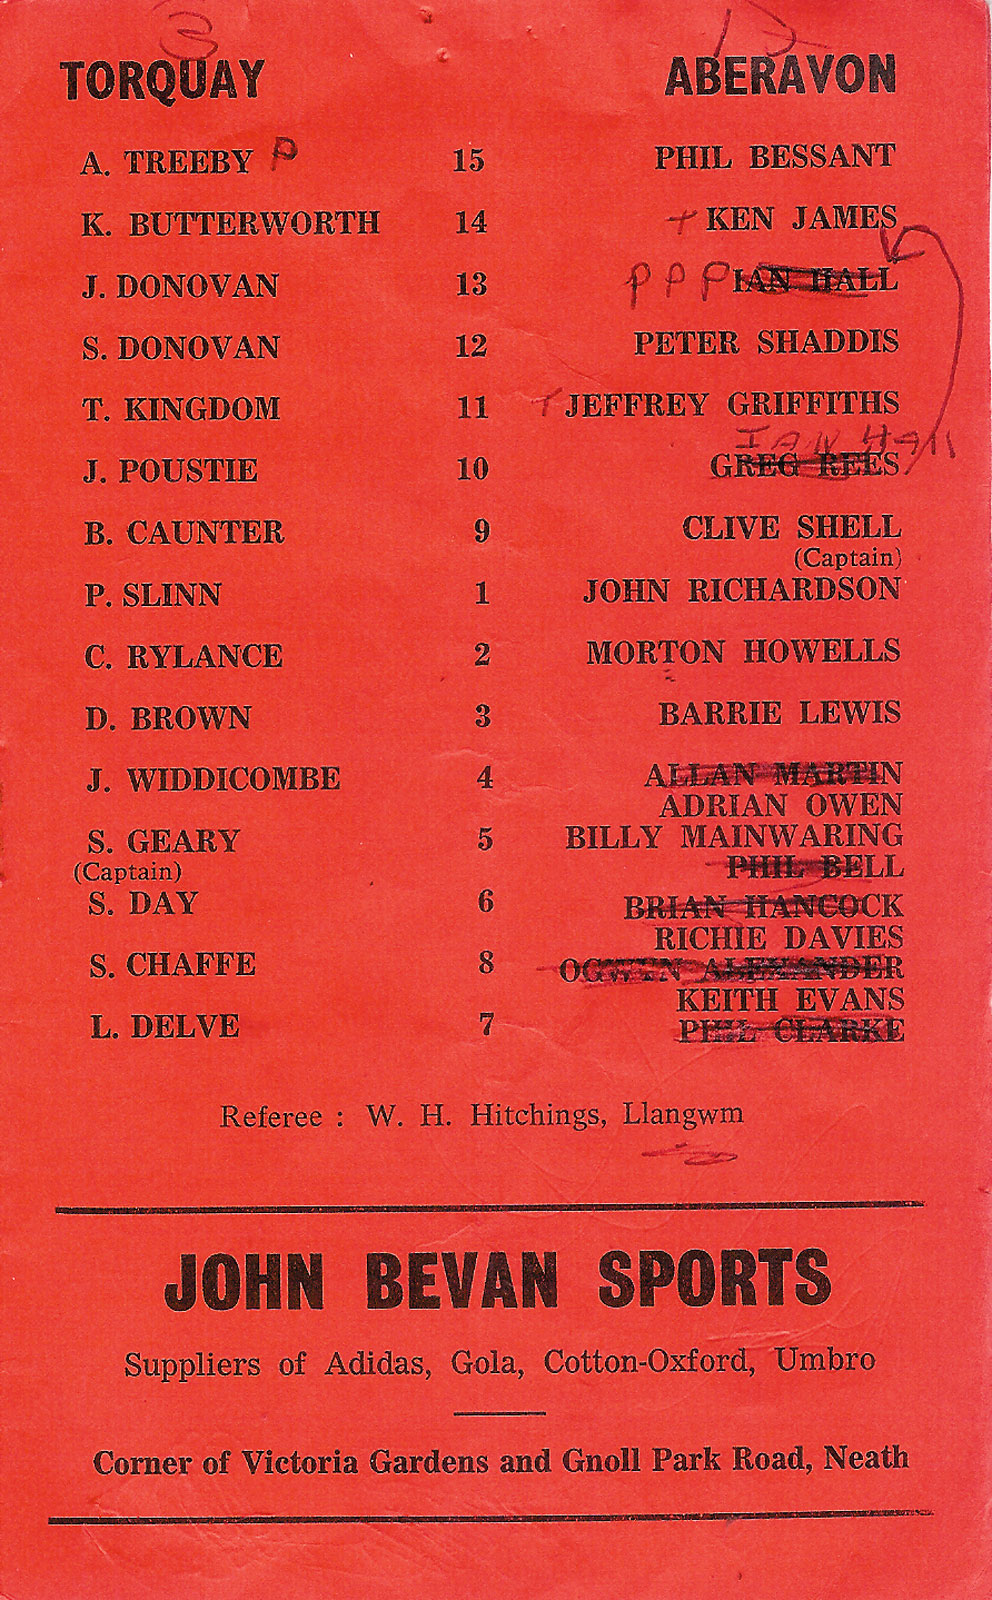 3 12
TORQUAY ABERAVON
A. TREEBY P 15 PHIL BESSANT
K. BUTTERWORTH 14 + KEN JAMES
J. DONOVAN 13 P P P IAN HALL
S. DONOVAN 12 PETER SHADDIS
T. KINGDOM 11 T JEFFREY GRIFFITHS
IAN HALL
J. POUSTIE 10 GREG REES
B. CAUNTER 9 CLIVE SHELL
(Captain)
P. SLINN 1 JOHN RICHARDSON
C. RYLANCE 2 MORTON HOWELLS
D. BROWN 3 BARRIE LEWIS
J. WIDDICOMBE 4 ALLAN MARTIN
ADRIAN OWEN
S. GEARY 5 BILLY MAINWARING
(Captain) PHIL BELL
S. DAY 6 BRIAN HANCOCK
RICHIE DAVIES
S. CHAFFE 8 OGWEN ALEXANDER
KEITH EVANS
L. DELVE 7 PHIL CLARKE
Referee : W. H. Hitchings, Llangwm
JOHN BEVAN SPORTS
Suppliers of Adidas, Gola, Cotton-Oxford, Umbro
Corner of Victoria Gardens and Gnoll Park Road, Neath